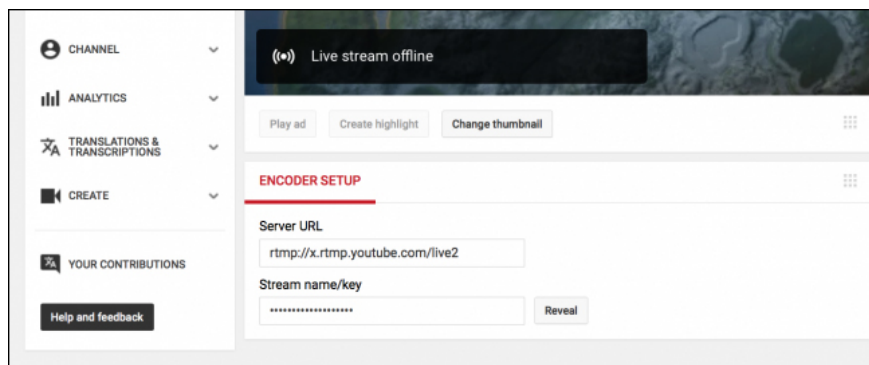 CHANNEL
ANALYTICS
TRANSLATIONS &
TRANSCRIPTIONS
CREATE
YOUR CONTRIBUTIONS
Help and feedback
Live stream offline
Play ad
Create highlight
Change thumbnail
ENCODER SETUP
Server URL
rtmp://x.rtmp.youtube.com/live2
Stream name/key
•••••••••••••••••••
Reveal